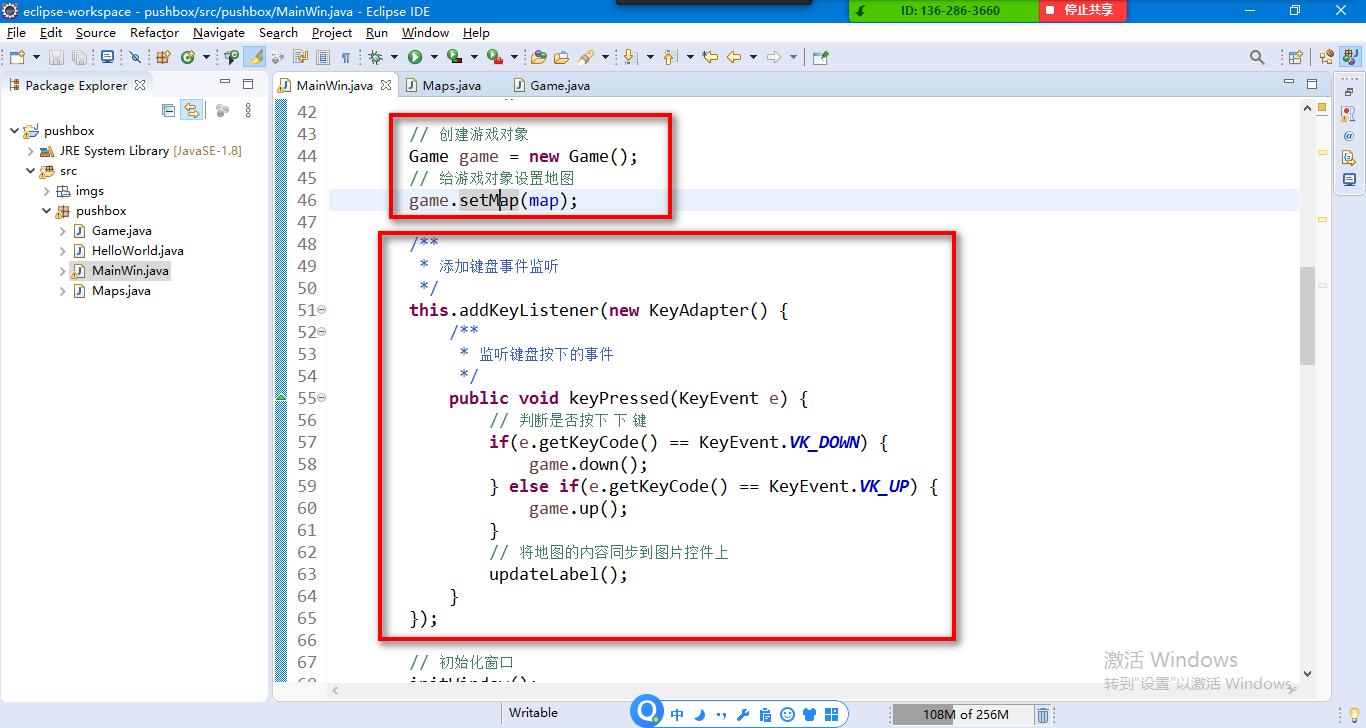 eclipse-workspace - pushbox/src/pushbox/MainWin.java - Eclipse IDE
ID: 136-286-3660
停止共享
File Edit Source Refactor Navigate Search Project Run Window Help
Package Explorer
MainWin.java
Maps.java
Game.java
pushbox
JRE System Library [JavaSE-1.8]
src
imgs
pushbox
Game.java
HelloWorld.java
MainWin.java
Maps.java
42
43 // 创建游戏对象
44 Game game = new Game();
45 // 给游戏对象设置地图
46 game.setMap(map);
47
48 /**
49 * 添加键盘事件监听
50 */
51 this.addKeyListener(new KeyAdapter() {
52 /**
53 * 监听键盘按下的事件
54 */
55 public void keyPressed(KeyEvent e) {
56 // 判断是否按下 下 键
57 if(e.getKeyCode() == KeyEvent.VK_DOWN) {
58 game.down();
59 } else if(e.getKeyCode() == KeyEvent.VK_UP) {
60 game.up();
61 }
62 // 将地图的内容同步到图片控件上
63 updateLabel();
64 }
65 });
66
67 // 初始化窗口
激活 Windows
转到"设置"以激活 Windows。
Writable
中
108M of 256M